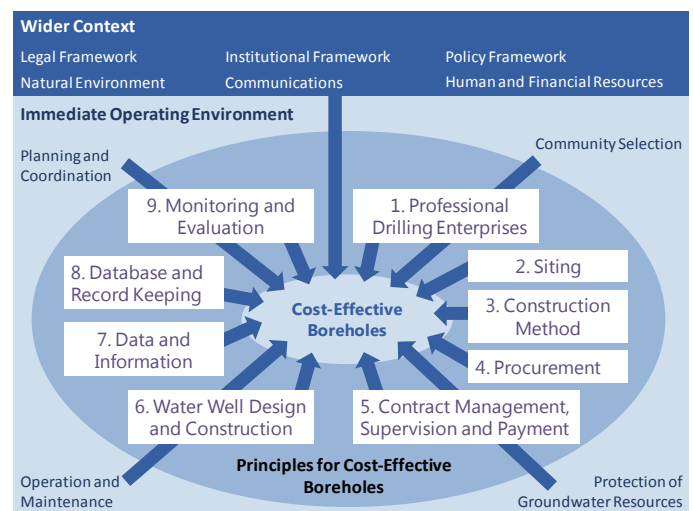 Wider Context
Legal Framework
Institutional Framework
Policy Framework
Natural Environment
Communications
Human and Financial Resources
Immediate Operating Environment
Planning and
Coordination
Community Selection
9. Monitoring and
Evaluation
1. Professional
Drilling Enterprises
2. Siting
8. Database and
Record Keeping
3. Construction
Method
Cost-Effective
Boreholes
7. Data and
Information
4. Procurement
6. Water Well Design
and Construction
5. Contract Management,
Supervision and Payment
Principles for Cost-Effective
Boreholes
Operation and
Maintenance
Protection of
Groundwater Resources